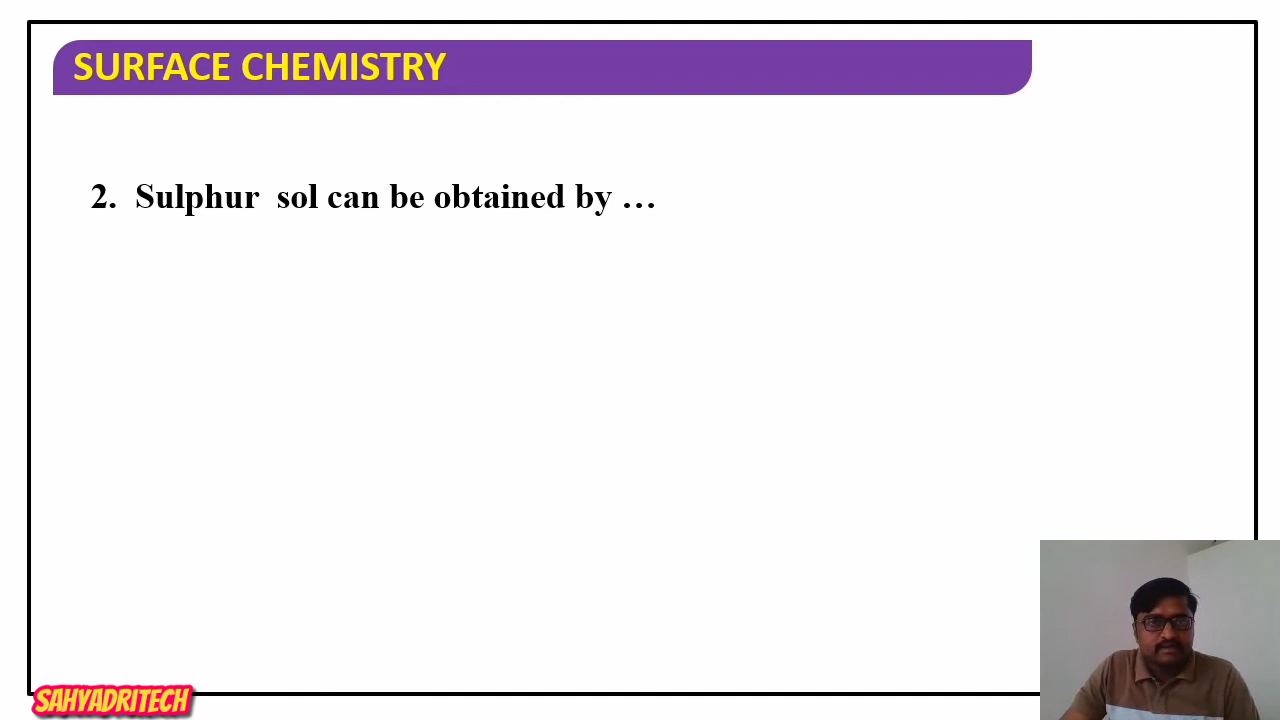 SURFACE CHEMISTRY
2. Sulphur sol can be obtained by …
SAHYADRITECH